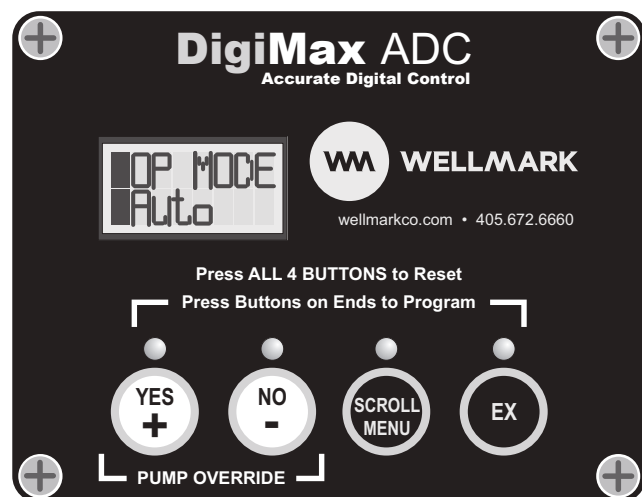 DigiMax ADC
Accurate Digital Control
OP MODE
Auto
WM WELLMARK
wellmarkco.com • 405.672.6660
Press ALL 4 BUTTONS to Reset
Press Buttons on Ends to Program
YES
+
NO
-
SCROLL
MENU
EX
PUMP OVERRIDE